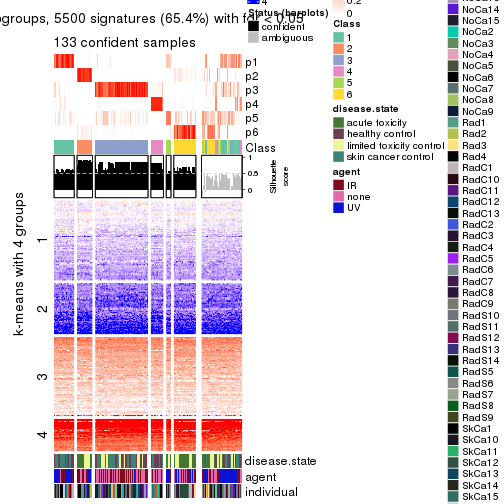 ogroups, 5500 signatures (65.4%) with fdr < 0.05
133 confident samples
p1
p2
p3
p4
p5
p6
Class
1
0.5
0
Silhouette
score
k-means with 4 groups
1
2
3
4
disease.state
agent
individual
4
Status (barplots)
confident
ambiguous
0.2
0
Class
1
2
3
4
5
6
disease.state
acute toxicity
healthy control
limited toxicity control
skin cancer control
agent
IR
none
UV
NoCa14
NoCa15
NoCa2
NoCa3
NoCa4
NoCa5
NoCa6
NoCa7
NoCa8
NoCa9
Rad1
Rad2
Rad3
Rad4
RadC1
RadC10
RadC11
RadC12
RadC13
RadC2
RadC3
RadC4
RadC5
RadC6
RadC7
RadC8
RadC9
RadS10
RadS11
RadS12
RadS13
RadS14
RadS5
RadS6
RadS7
RadS8
RadS9
SkCa1
SkCa10
SkCa11
SkCa12
SkCa13
SkCa14
SkCa15